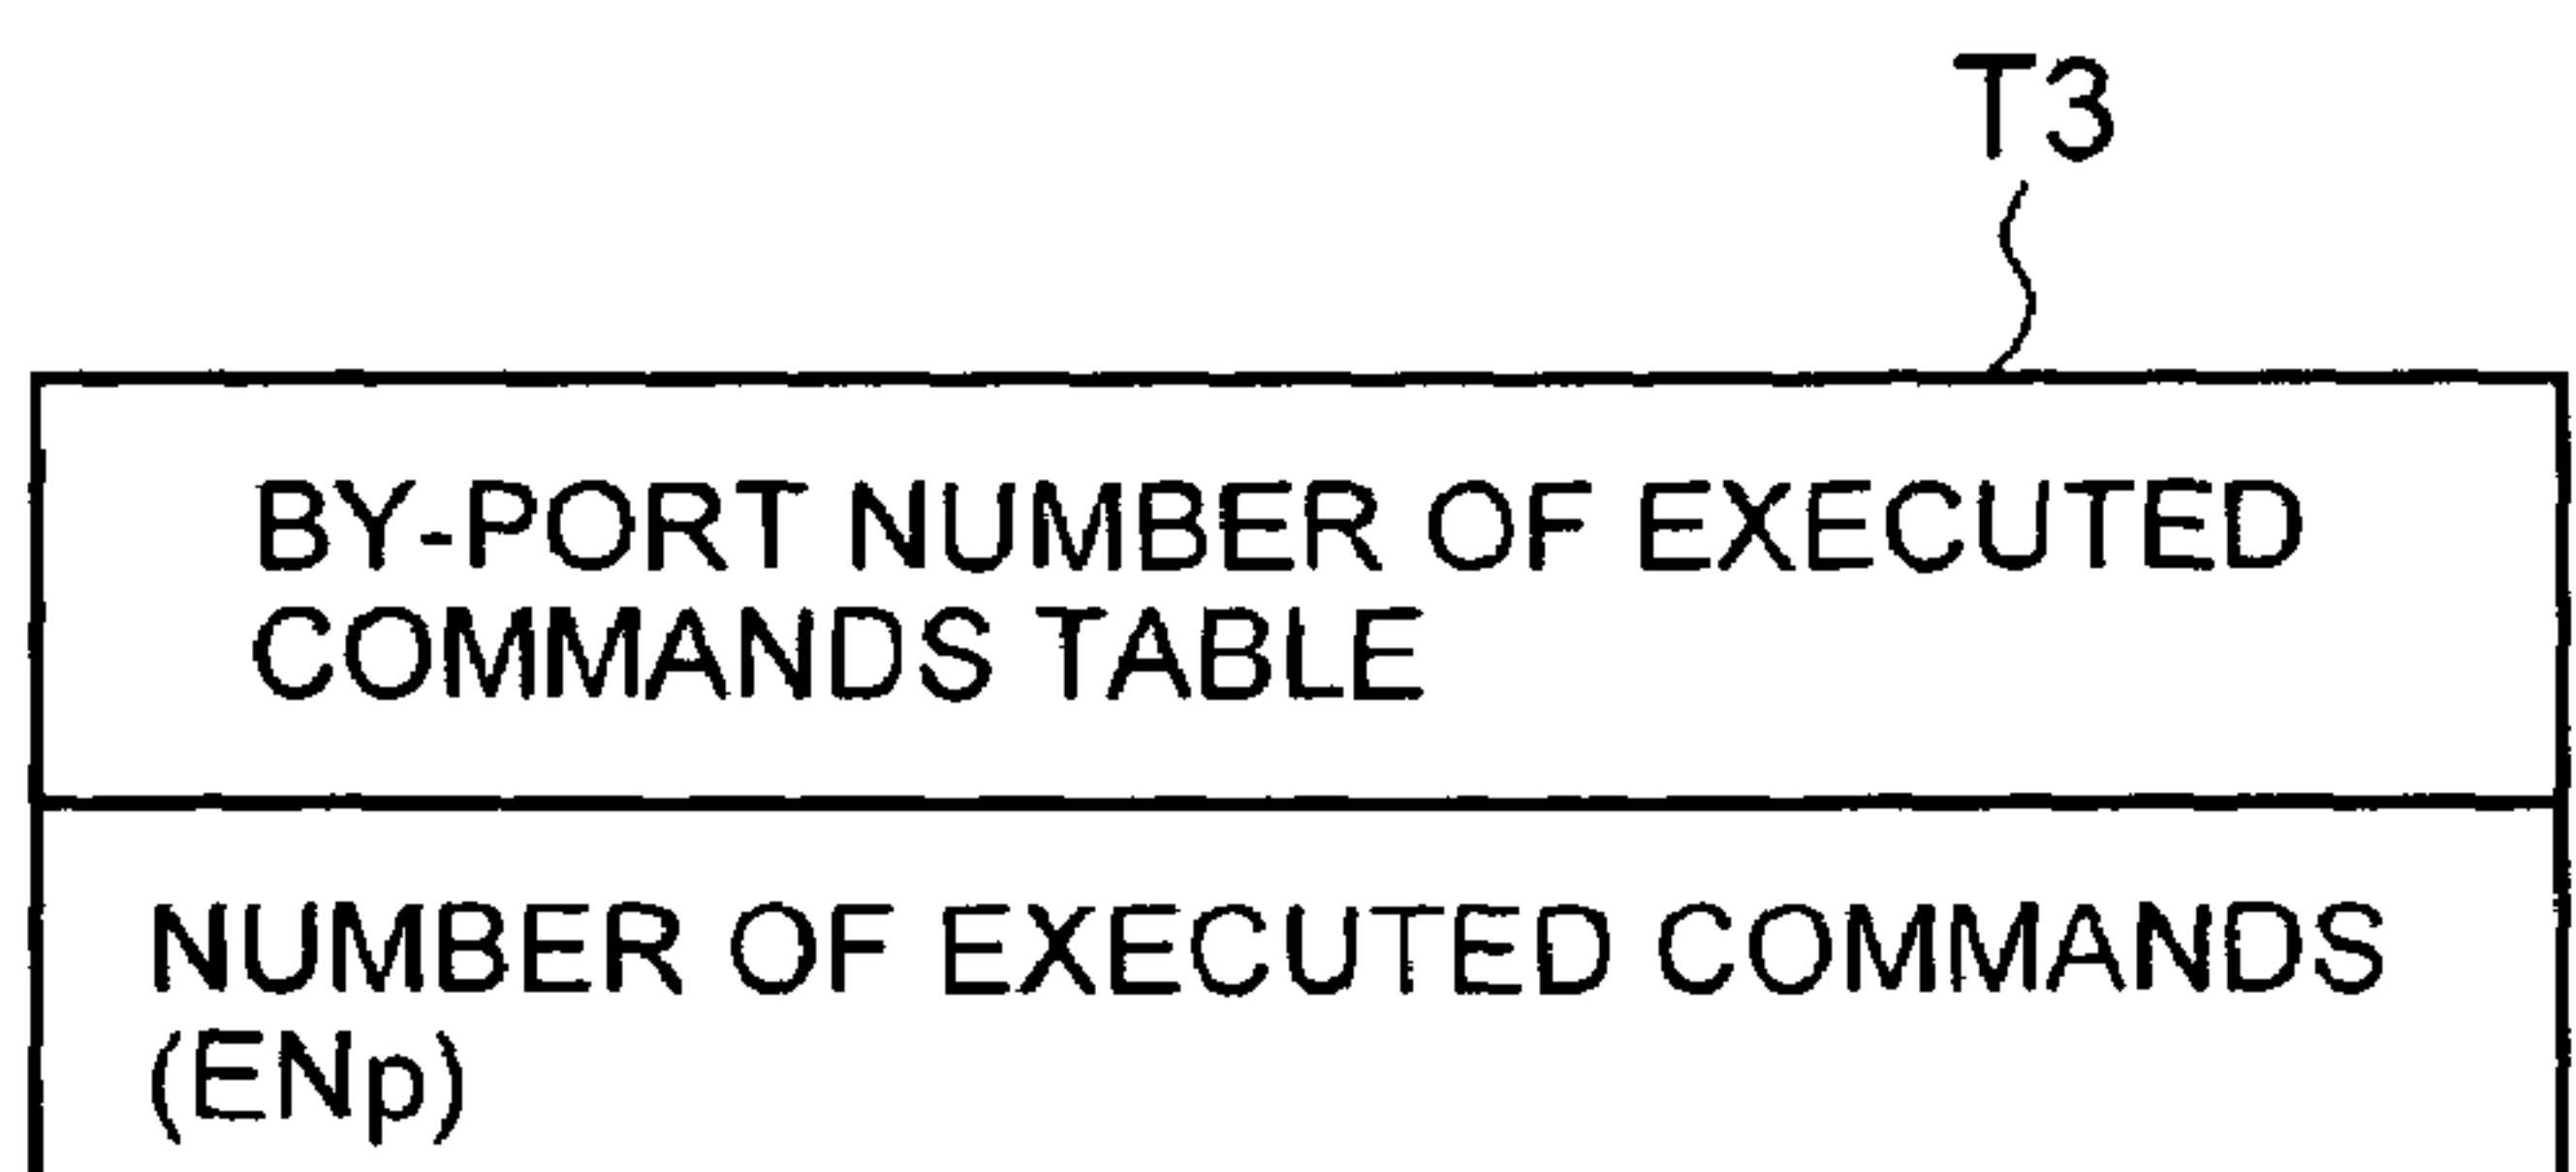 T3
BY-PORT NUMBER OF EXECUTED
COMMANDS TABLE
NUMBER OF EXECUTED COMMANDS
(ENp)